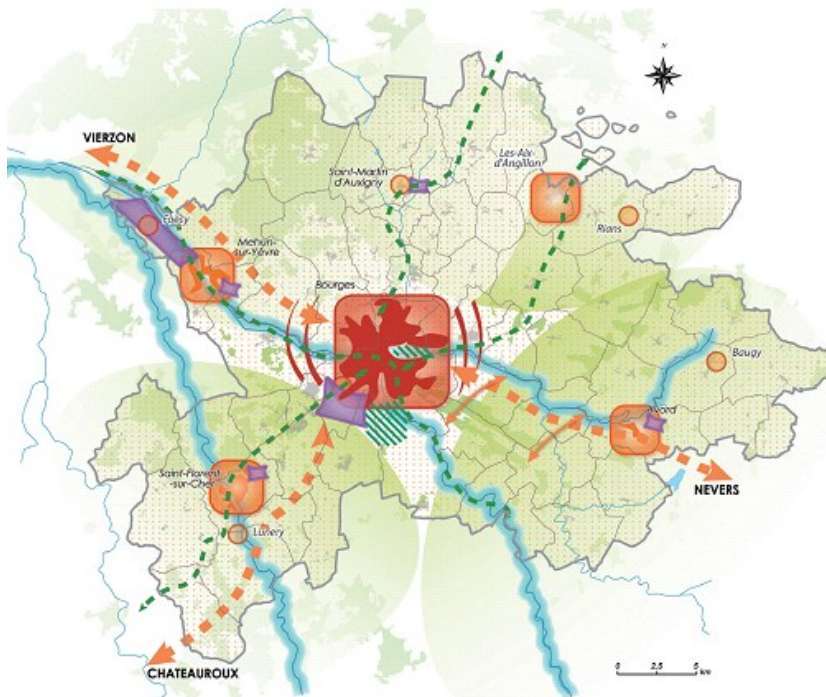 N
VIERZON
Les-Aix-
d'Angillon
Saint-Martin
d'Auxigny
Foëcy
Rians
Mehun-
sur-Yèvre
Bourges
Baugy
Avord
NEVERS
Saint-Florent-
-sur-Cher
Lunery
CHATEAUROUX
0 2,5 5 km